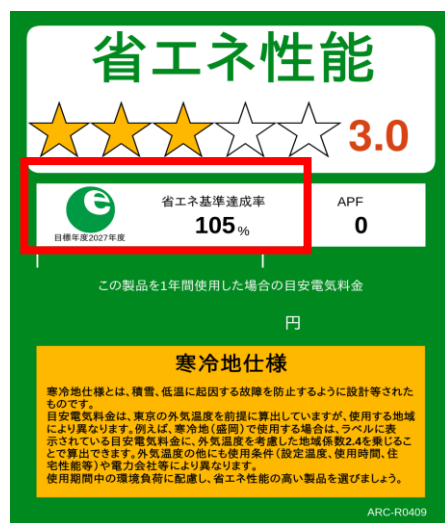 省エネ性能
3.0
e
目標年度2027年度
省エネ基準達成率
105%
APF
0
この製品を1年間使用した場合の目安電気料金
円
寒冷地仕様
寒冷地仕様とは、積雪、低温に起因する故障を防止するように設計等された
ものです。
目安電気料金は、東京の外気温度を前提に算出していますが、使用する地域
により異なります。例えば、寒冷地(盛岡)で使用する場合は、ラベルに表
示されている目安電気料金に、外気温度を考慮した地域係数2.4を乗じるこ
とで算出できます。外気温度の他にも使用条件(設定温度、使用時間、住
宅性能等)や電力会社等により異なります。
使用期間中の環境負荷に配慮し、省エネ性能の高い製品を選びましょう。
ARC-R0409